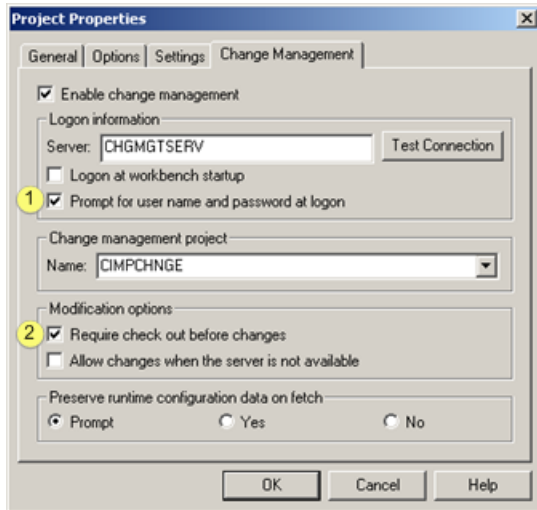 Project Properties
General Options Settings Change Management
Enable change management
Logon information
Server: CHGMGTSERV Test Connection
Logon at workbench startup
1 Prompt for user name and password at logon
Change management project
Name: CIMPCHNGE
Modification options
2 Require check out before changes
Allow changes when the server is not available
Preserve runtime configuration data on fetch
Prompt Yes No
OK Cancel Help